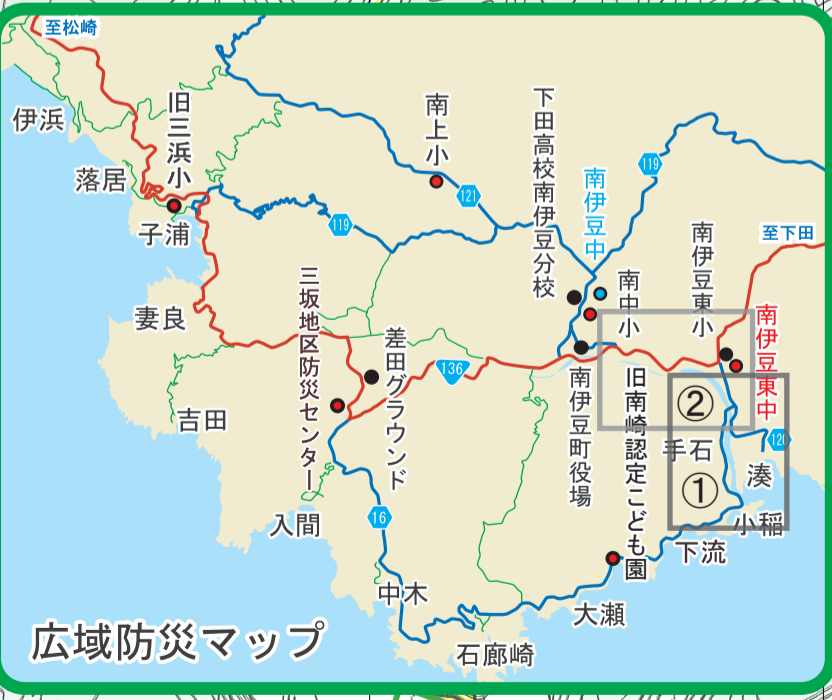 至松崎
伊浜
旧三浜小
落居
子浦
妻良
吉田
南上小
121
119
下田高校南伊豆分校
南伊豆中
119
南中小
南伊豆東小
至下田
南伊豆東中
三坂地区防災センター
差田グラウンド
136
南伊豆町役場
旧南崎認定こども園
②
手石
①
120
湊
小稲
下流
入間
16
中木
大瀬
石廊崎
広域防災マップ